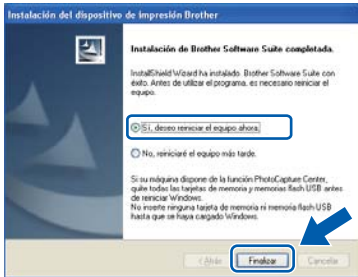 Instalación del dispositivo de impresión Brother
Instalación de Brother Software Suite completada.
InstallShield Wizard ha instalado Brother Software Suite con
éxito. Antes de utilizar el programa, es necesario reiniciar el
equipo.
Sí, deseo reiniciar el equipo ahora.
No, reiniciaré el equipo más tarde.
Si su máquina dispone de la función PhotoCapture Center,
quite todas las tarjetas de memoria y memorias flash USB antes
de reiniciar Windows.
No inserte ninguna tarjeta de memoria ni memoria flash USB
hasta que se haya cargado Windows.
< Atrás Finalizar Cancelar